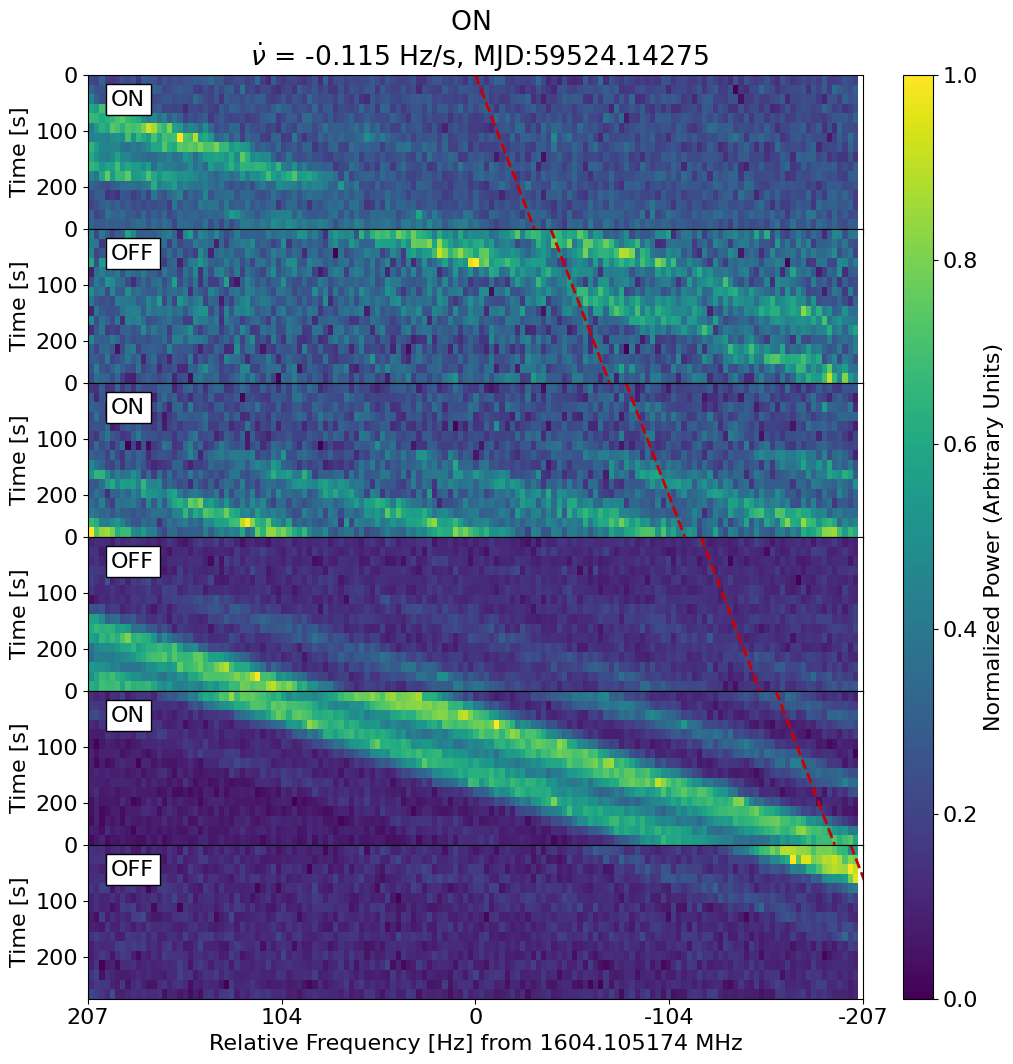 ON
ν̇ = -0.115 Hz/s, MJD:59524.14275
0
ON
100
200
Time [s]
0
OFF
100
200
Time [s]
0
ON
100
200
Time [s]
0
OFF
100
200
Time [s]
0
ON
100
200
Time [s]
0
OFF
100
200
Time [s]
207 104 0 -104 -207
Relative Frequency [Hz] from 1604.105174 MHz
1.0
0.8
0.6
0.4
0.2
0.0
Normalized Power (Arbitrary Units)